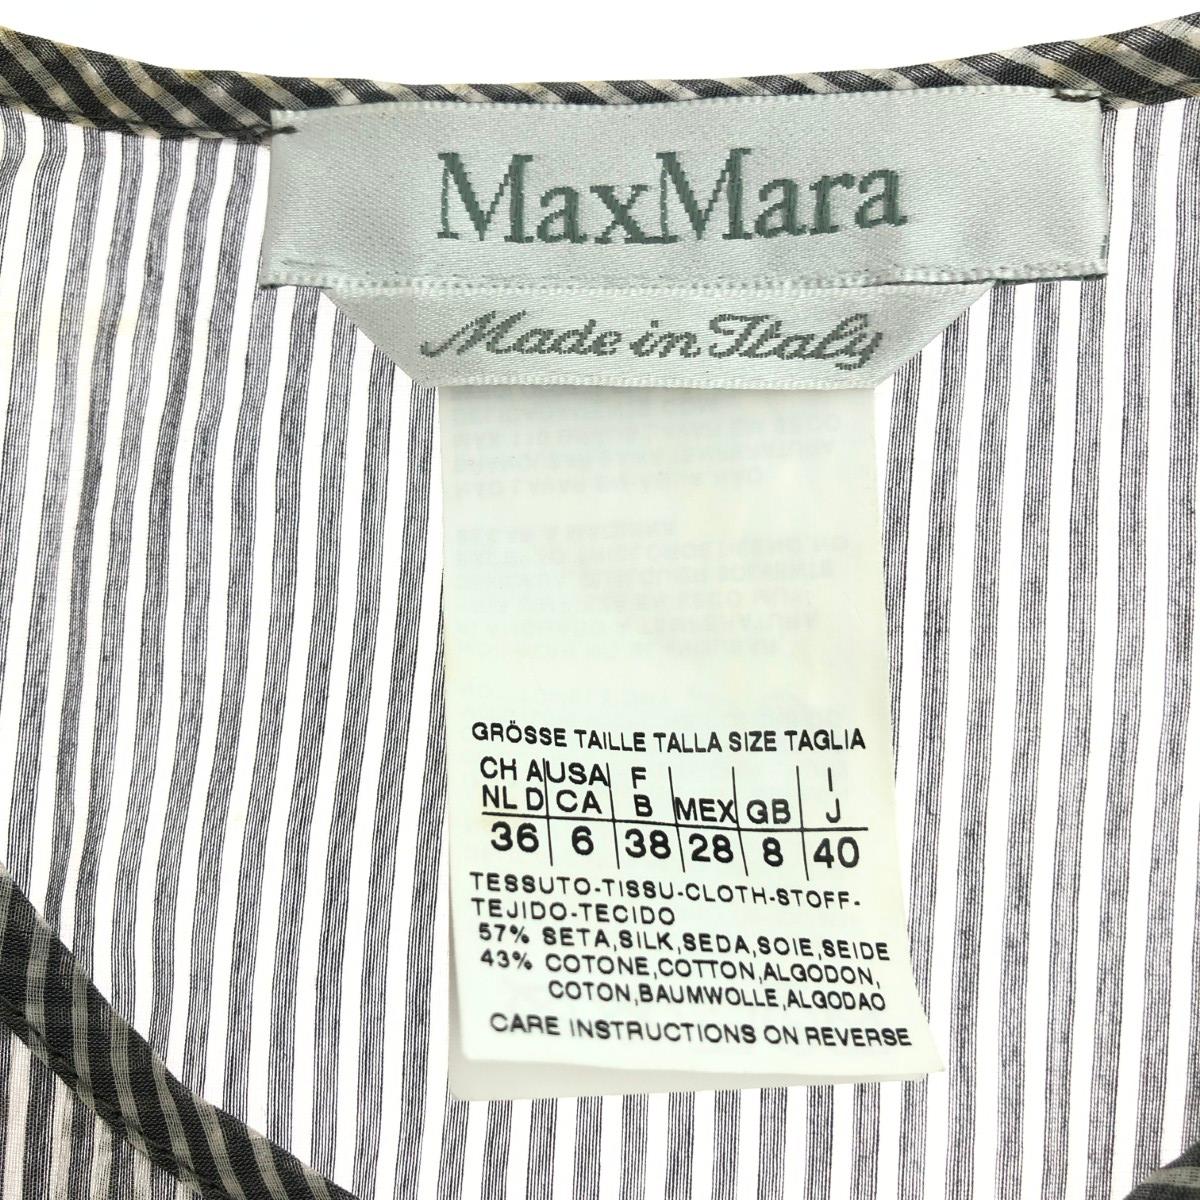 MaxMara
Made in Italy
GRÖSSE TAILLE TALLA SIZE TAGLIA
CH A USA F I
NL D CA B MEX GB J
36 6 38 28 8 40
TESSUTO-TISSU-CLOTH-STOFF-
TEJIDO-TECIDO
57% SETA,SILK,SEDA,SOIE,SEIDE
43% COTONE,COTTON,ALGODON,
COTON,BAUMWOLLE,ALGODAO
CARE INSTRUCTIONS ON REVERSE